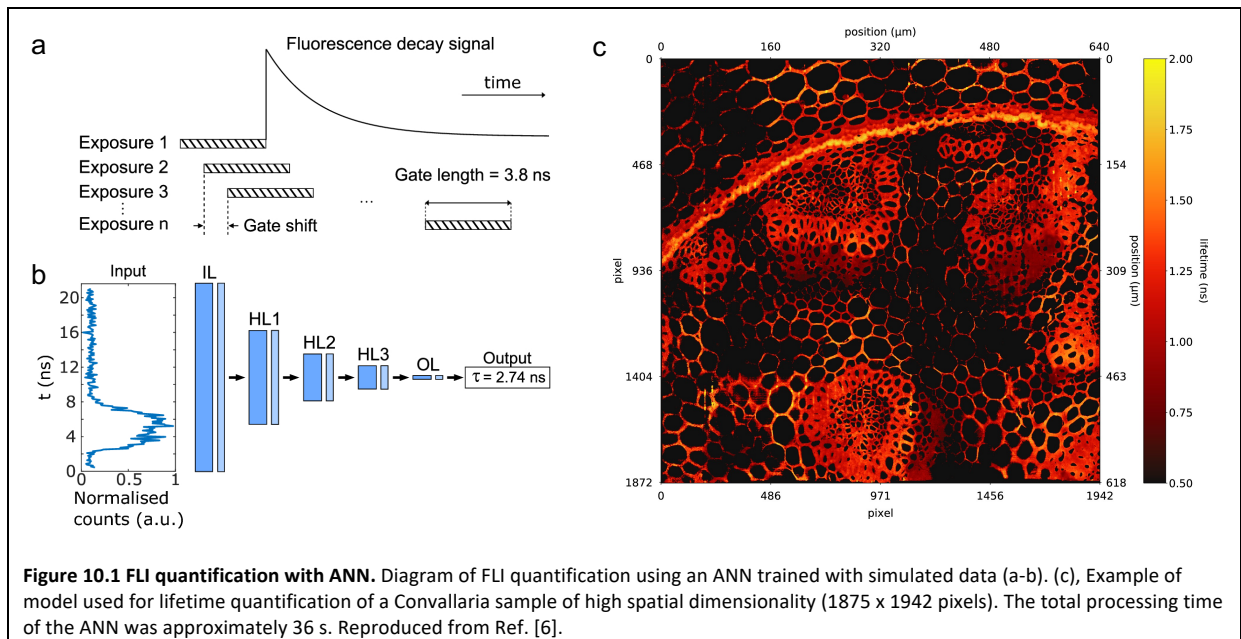 a
Fluorescence decay signal
time
Exposure 1
Exposure 2
Exposure 3
⋮
...
Exposure n
Gate shift
Gate length = 3.8 ns
b
Input
IL
HL1
HL2
HL3
OL
Output
τ = 2.74 ns
t (ns)
20
16
12
8
4
0
0 0.5 1
Normalised
counts (a.u.)
c
position (µm)
0 160 320 480 640
0 468 936 1404 1872
pixel
0 486 971 1456 1942
pixel
0 154 309 463 618
position (µm)
lifetime (ns)
2.00
1.75
1.50
1.25
1.00
0.75
0.50
Figure 10.1 FLI quantification with ANN. Diagram of FLI quantification using an ANN trained with simulated data (a-b). (c), Example of
model used for lifetime quantification of a Convallaria sample of high spatial dimensionality (1875 x 1942 pixels). The total processing time
of the ANN was approximately 36 s. Reproduced from Ref. [6].